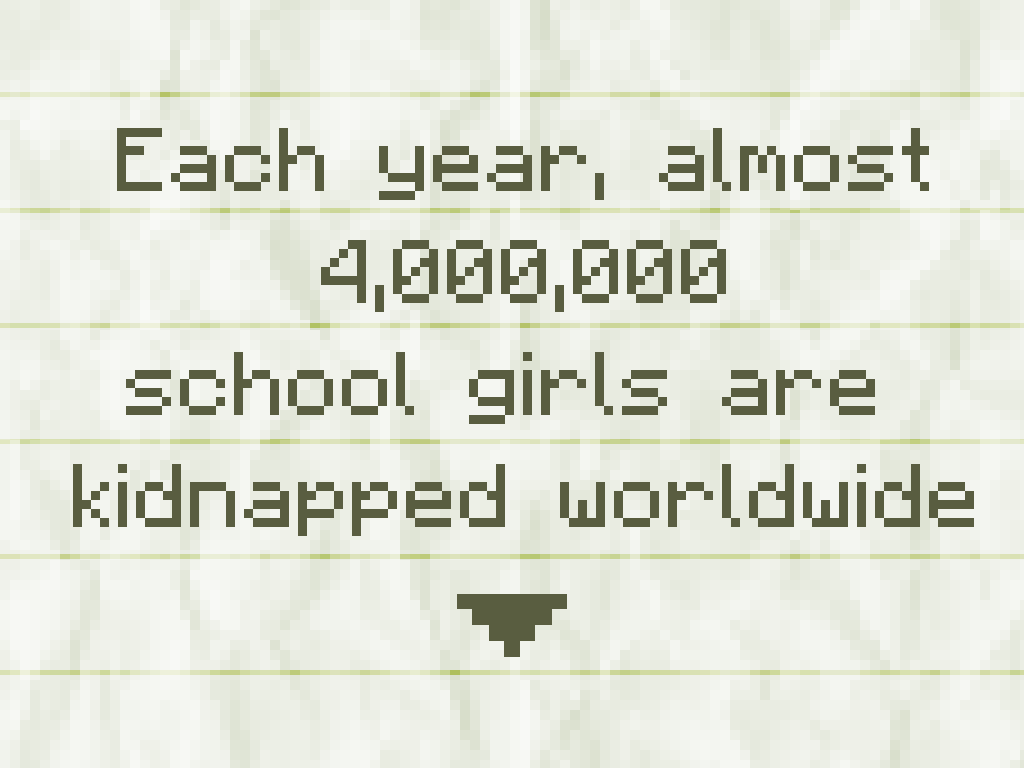 Each year, almost
4,000,000
school girls are
kidnapped worldwide